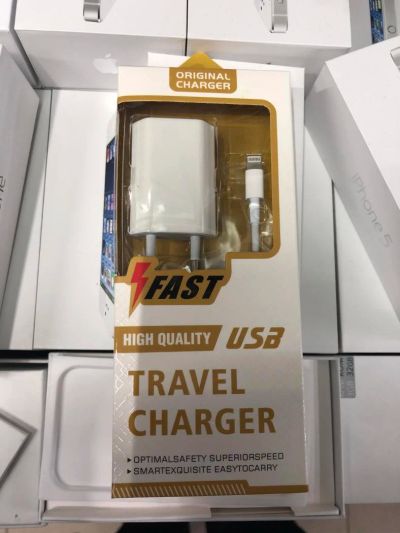 ORIGINAL
CHARGER
iPhone 5
FAST
HIGH QUALITY USB
TRAVEL
CHARGER
▸ OPTIMALSAFETY SUPERIORSPEED
▸ SMARTEXQUISITE EASYTOCARRY